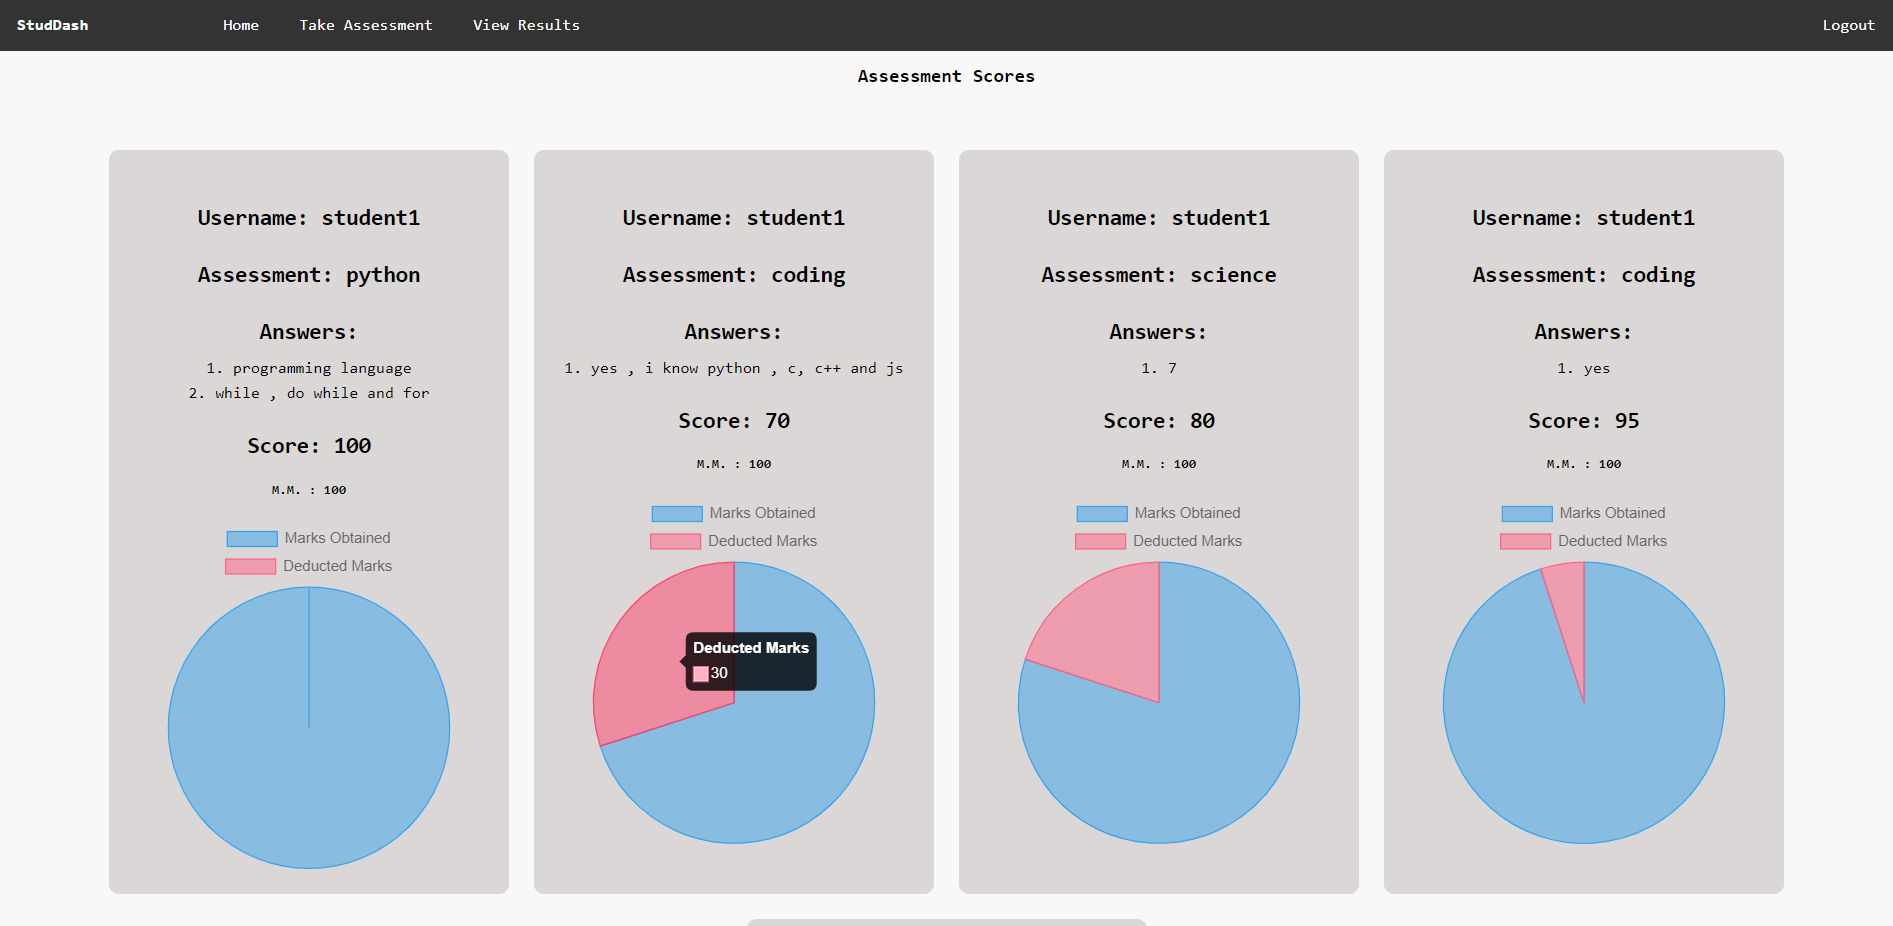 StudDash Home Take Assessment View Results Logout
Assessment Scores
Username: student1
Assessment: python
Answers:
1. programming language
2. while , do while and for
Score: 100
M.M. : 100
Marks Obtained
Deducted Marks
Username: student1
Assessment: coding
Answers:
1. yes , i know python , c, c++ and js
Score: 70
M.M. : 100
Marks Obtained
Deducted Marks
Deducted Marks
30
Username: student1
Assessment: science
Answers:
1. 7
Score: 80
M.M. : 100
Marks Obtained
Deducted Marks
Username: student1
Assessment: coding
Answers:
1. yes
Score: 95
M.M. : 100
Marks Obtained
Deducted Marks